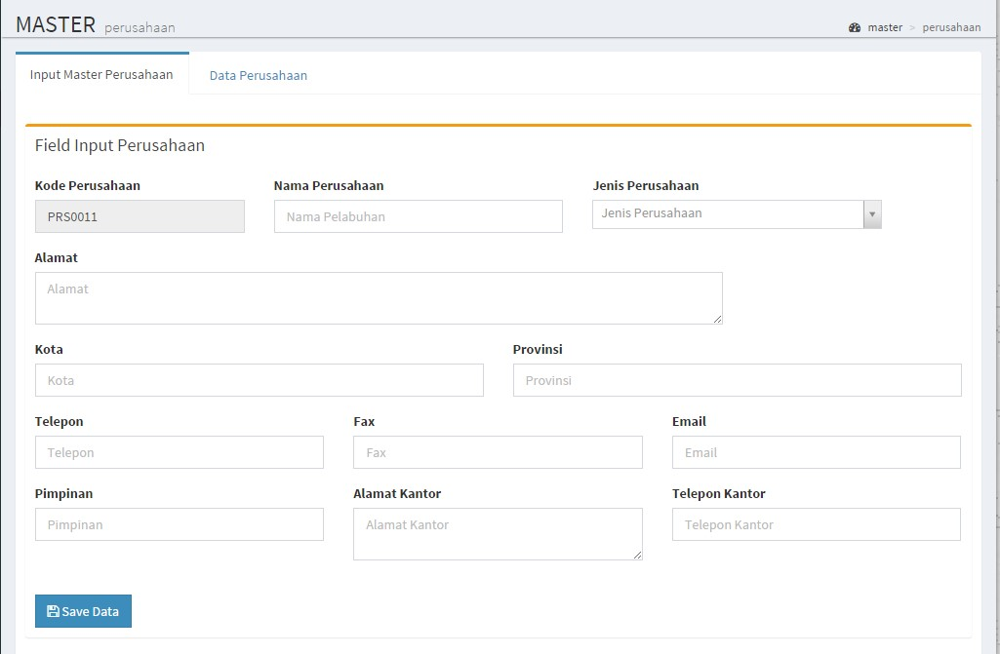 MASTER perusahaan
master > perusahaan
Input Master Perusahaan
Data Perusahaan
Field Input Perusahaan
Kode Perusahaan
Nama Perusahaan
Jenis Perusahaan
PRS0011
Nama Pelabuhan
Jenis Perusahaan
Alamat
Alamat
Kota
Provinsi
Kota
Provinsi
Telepon
Fax
Email
Telepon
Fax
Email
Pimpinan
Alamat Kantor
Telepon Kantor
Pimpinan
Alamat Kantor
Telepon Kantor
Save Data